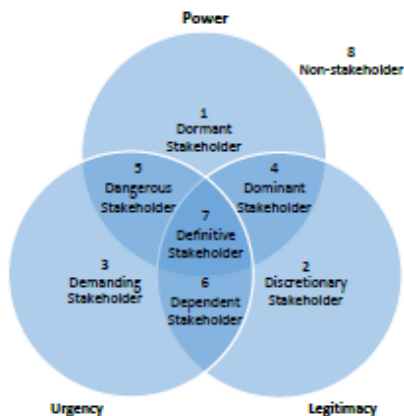 Power
8
Non-stakeholder
1
Dormant
Stakeholder
5
Dangerous
Stakeholder
4
Dominant
Stakeholder
7
Definitive
Stakeholder
3
Demanding
Stakeholder
6
Dependent
Stakeholder
2
Discretionary
Stakeholder
Urgency
Legitimacy